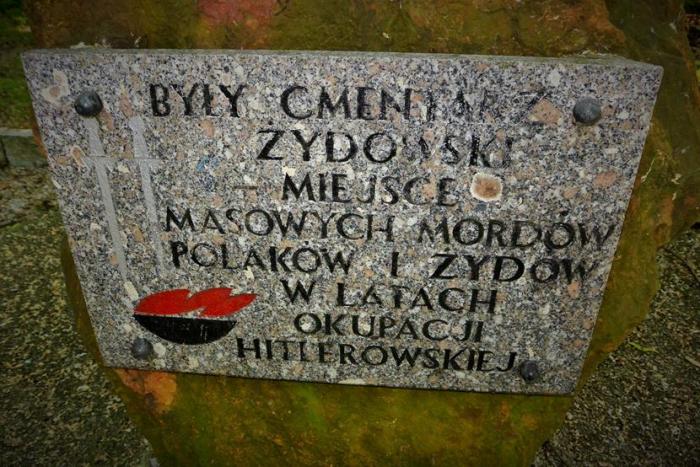 BYŁY CMENTARZ
ŻYDOWSKI
- MIEJSCE
MASOWYCH MORDÓW
POLAKÓW I ŻYDÓW
W LATACH
OKUPACJI
HITLEROWSKIEJ